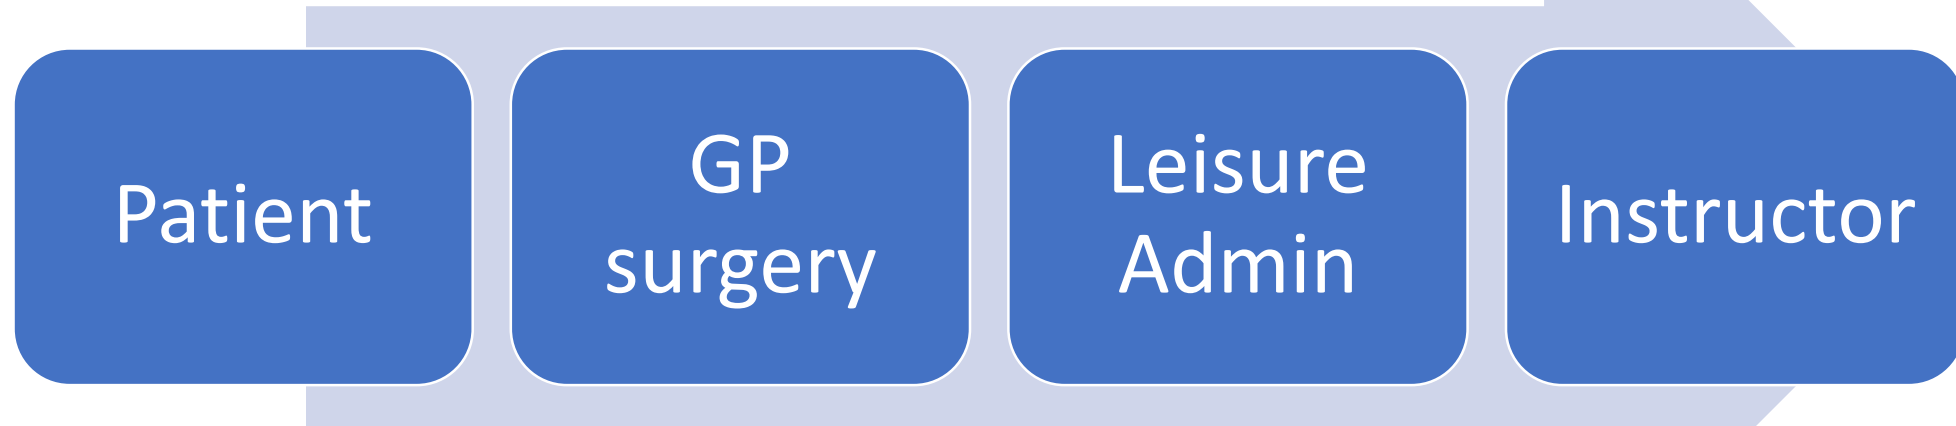 Patient
GP
surgery
Leisure
Admin
Instructor